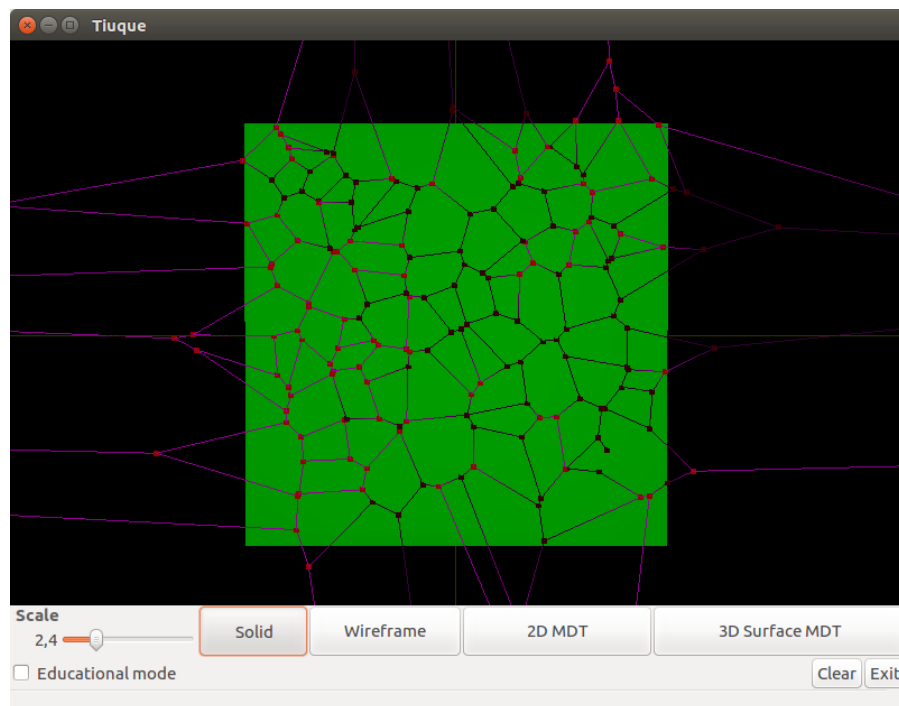 Tiuque
Scale
2,4
Solid
Wireframe
2D MDT
3D Surface MDT
Educational mode
Clear
Exit